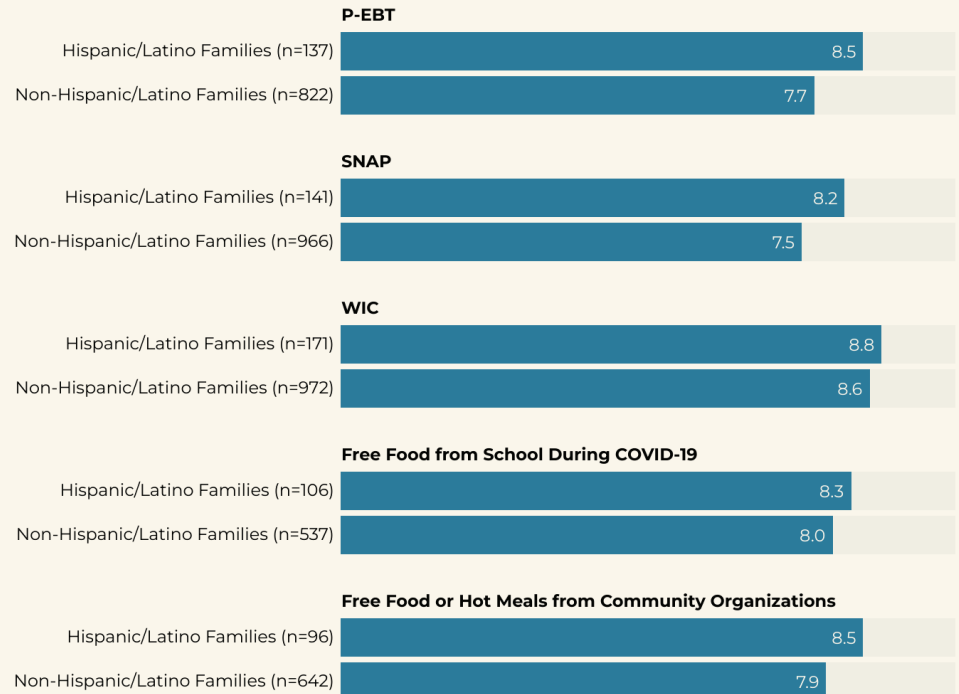 P-EBT
Hispanic/Latino Families (n=137) 8.5
Non-Hispanic/Latino Families (n=822) 7.7
SNAP
Hispanic/Latino Families (n=141) 8.2
Non-Hispanic/Latino Families (n=966) 7.5
WIC
Hispanic/Latino Families (n=171) 8.8
Non-Hispanic/Latino Families (n=972) 8.6
Free Food from School During COVID-19
Hispanic/Latino Families (n=106) 8.3
Non-Hispanic/Latino Families (n=537) 8.0
Free Food or Hot Meals from Community Organizations
Hispanic/Latino Families (n=96) 8.5
Non-Hispanic/Latino Families (n=642) 7.9